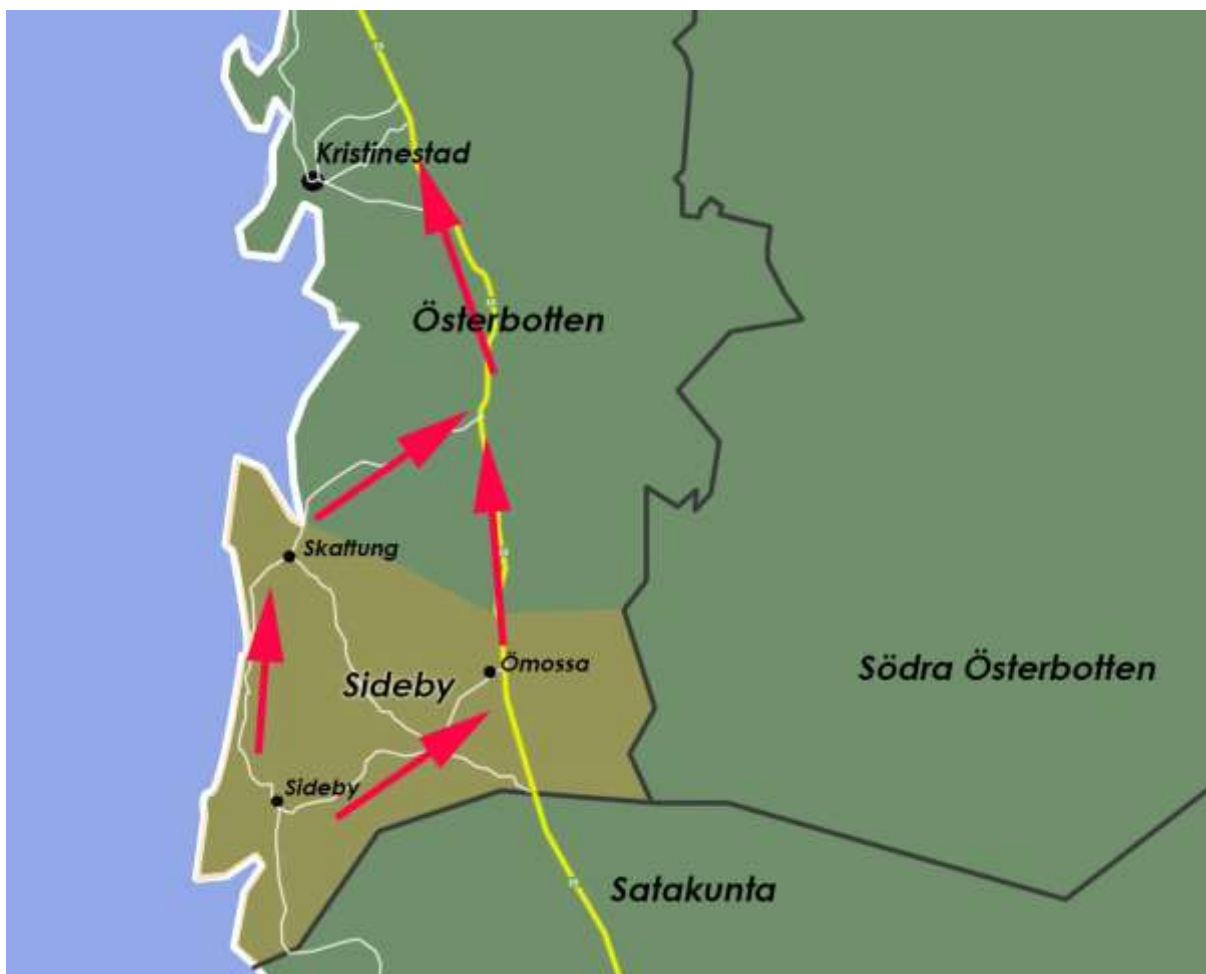 Kristinestad
Österbotten
Skaftung
Ömossa
Sideby
Södra Österbotten
Sideby
Satakunta